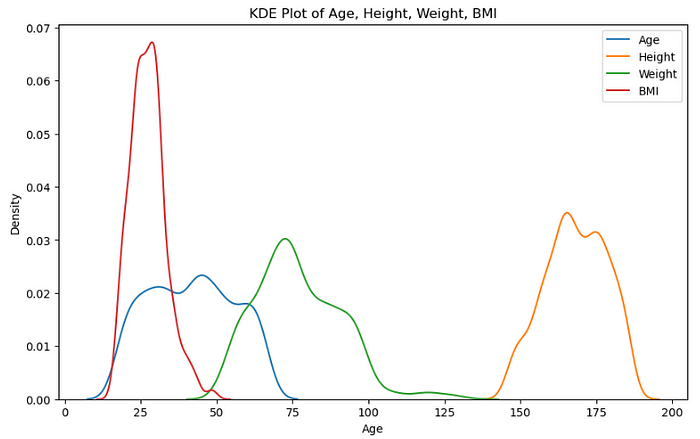 KDE Plot of Age, Height, Weight, BMI
Age
Height
Weight
BMI
0.07
0.06
0.05
0.04
0.03
0.02
0.01
0.00
Density
0 25 50 75 100 125 150 175 200
Age